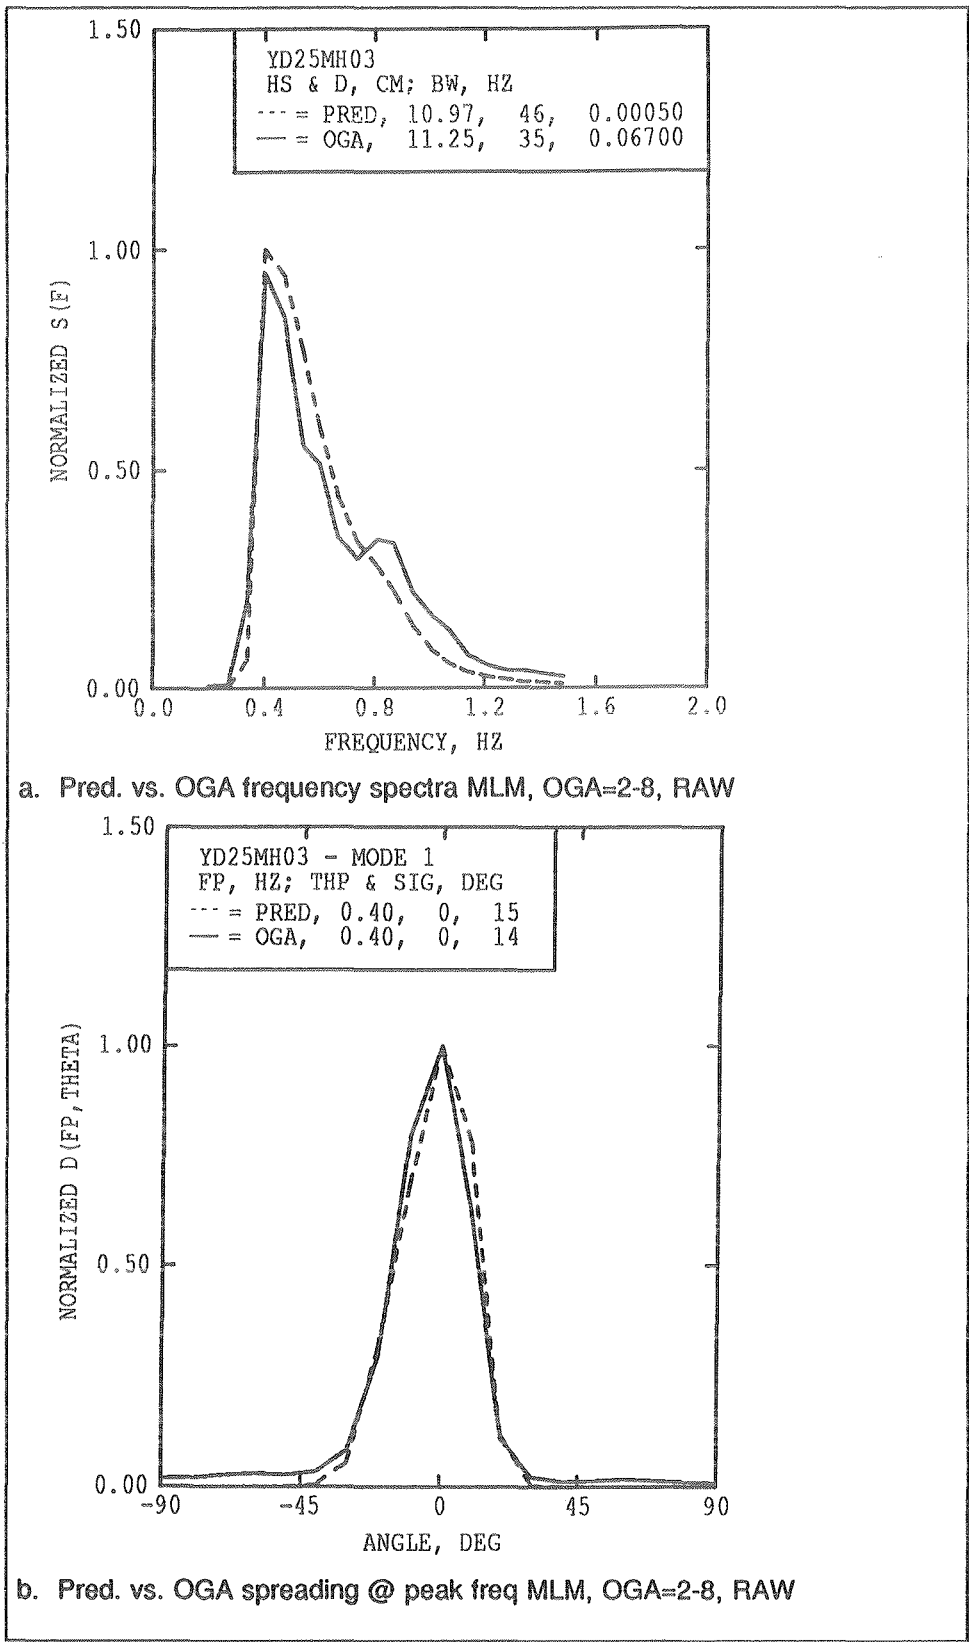 1.50
YD25MH03
HS & D, CM; BW, HZ
--- = PRED, 10.97, 46, 0.00050
— = OGA, 11.25, 35, 0.06700
1.00
NORMALIZED S(F)
0.50
0.00
0.0 0.4 0.8 1.2 1.6 2.0
FREQUENCY, HZ
a. Pred. vs. OGA frequency spectra MLM, OGA=2-8, RAW
1.50
YD25MH03 - MODE 1
FP, HZ; THP & SIG, DEG
--- = PRED, 0.40, 0, 15
— = OGA, 0.40, 0, 14
1.00
NORMALIZED D(FP,THETA)
0.50
0.00
-90 -45 0 45 90
ANGLE, DEG
b. Pred. vs. OGA spreading @ peak freq MLM, OGA=2-8, RAW